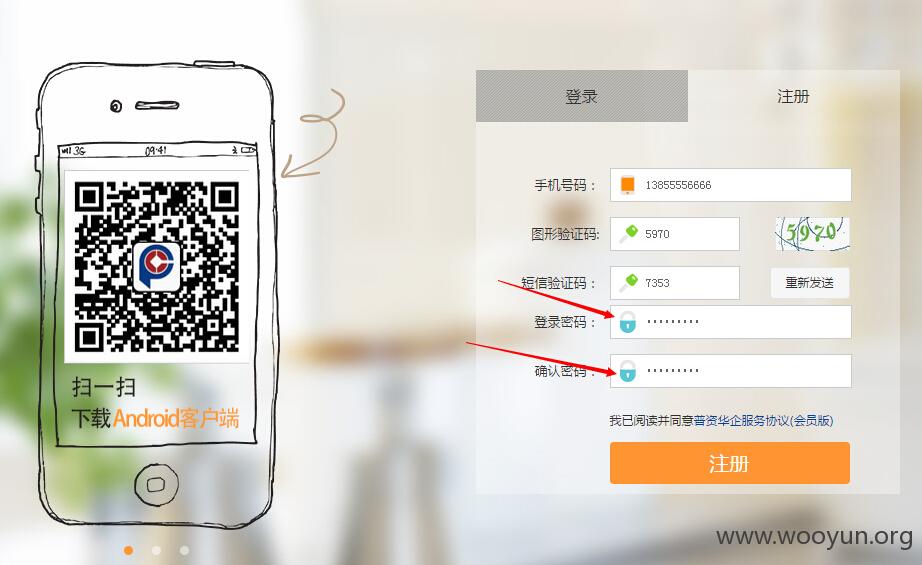 3G 09:41
扫一扫
下载Android客户端
登录 注册
手机号码： 13855556666
图形验证码: 5970 5970
短信验证码： 7353 重新发送
登录密码： •••••••••
确认密码： •••••••••
我已阅读并同意普资华企服务协议(会员版)
注册
www.wooyun.org